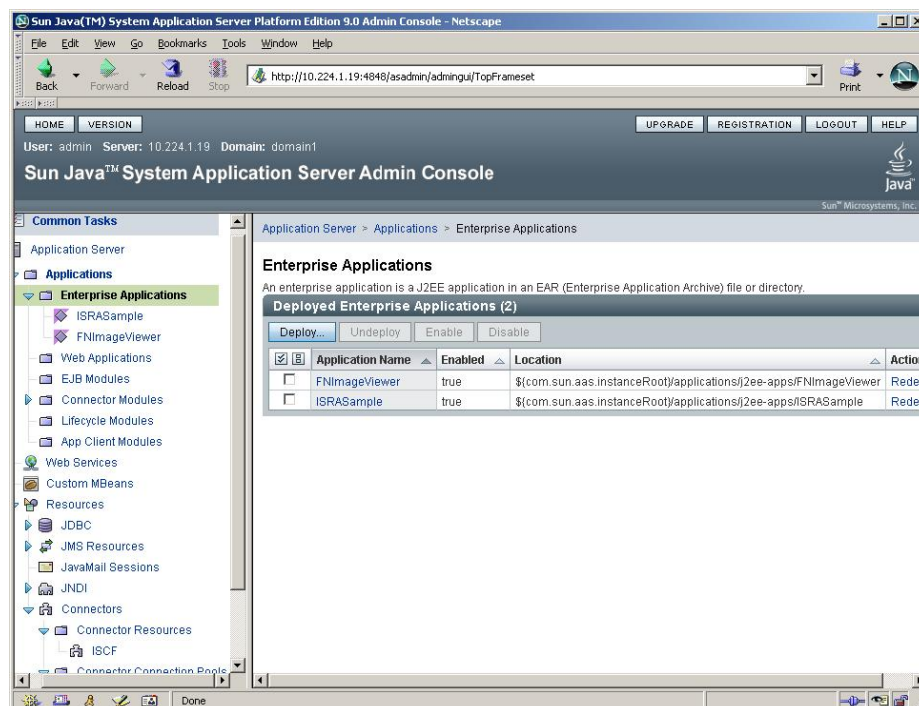 Sun Java(TM) System Application Server Platform Edition 9.0 Admin Console - Netscape
File Edit View Go Bookmarks Tools Window Help
Back Forward Reload Stop http://10.224.1.19:4848/asadmin/admingui/TopFrameset Print N
HOME VERSION UPGRADE REGISTRATION LOGOUT HELP
User: admin Server: 10.224.1.19 Domain: domain1
Sun Java™ System Application Server Admin Console
Java
Sun™ Microsystems, Inc.
Common Tasks
Application Server
Applications
Enterprise Applications
ISRASample
FNImageViewer
Web Applications
EJB Modules
Connector Modules
Lifecycle Modules
App Client Modules
Web Services
Custom MBeans
Resources
JDBC
JMS Resources
JavaMail Sessions
JNDI
Connectors
Connector Resources
ISCF
Connector Connection Pools
Application Server > Applications > Enterprise Applications
Enterprise Applications
An enterprise application is a J2EE application in an EAR (Enterprise Application Archive) file or directory.
Deployed Enterprise Applications (2)
Deploy... Undeploy Enable Disable
Application Name Enabled Location Actio
FNImageViewer true ${com.sun.aas.instanceRoot}/applications/j2ee-apps/FNImageViewer Rede
ISRASample true ${com.sun.aas.instanceRoot}/applications/j2ee-apps/ISRASample Rede
Done